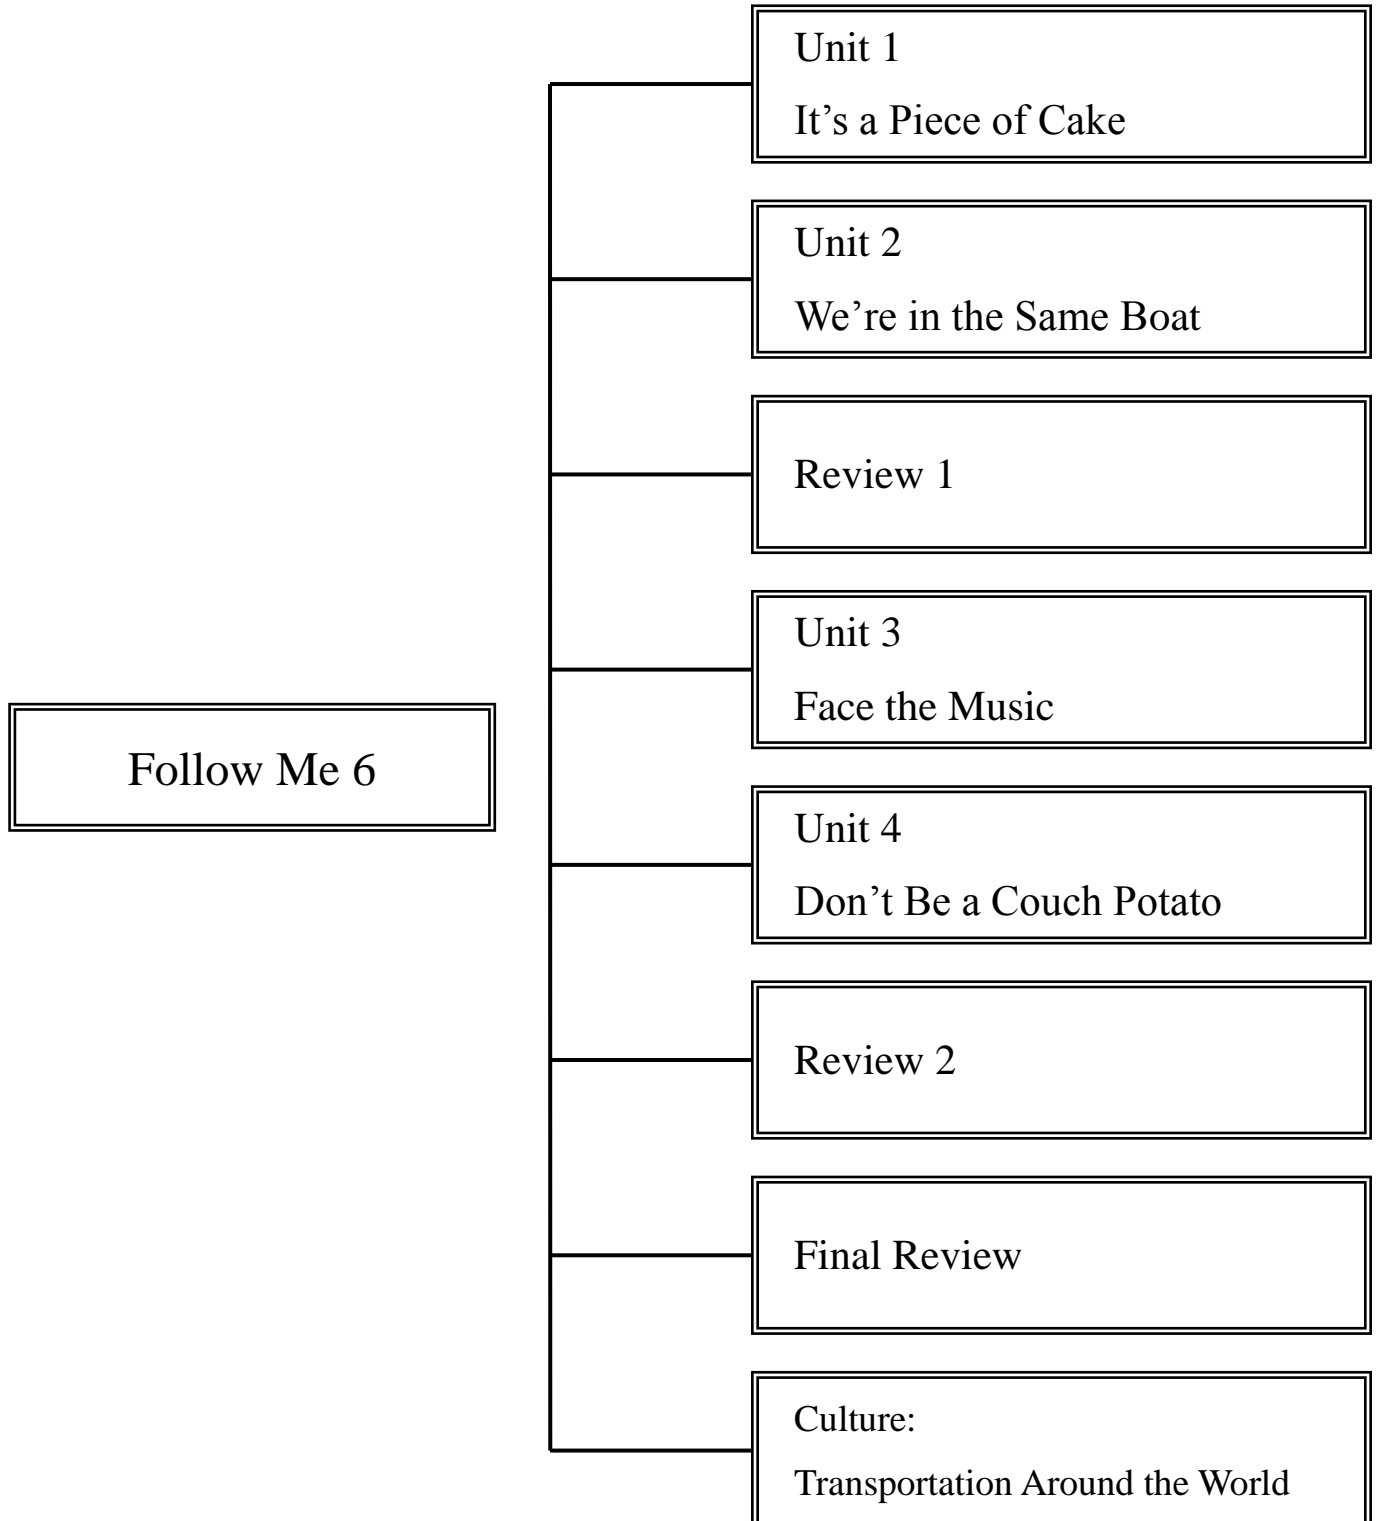 Unit 1
It’s a Piece of Cake
Unit 2
We’re in the Same Boat
Review 1
Unit 3
Face the Music
Follow Me 6
Unit 4
Don’t Be a Couch Potato
Review 2
Final Review
Culture:
Transportation Around the World